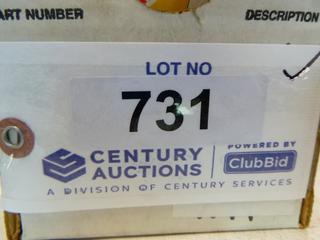 ART NUMBER
DESCRIPTION
LOT NO
731
CENTURY
AUCTIONS
POWERED BY
ClubBid
A DIVISION OF CENTURY SERVICES